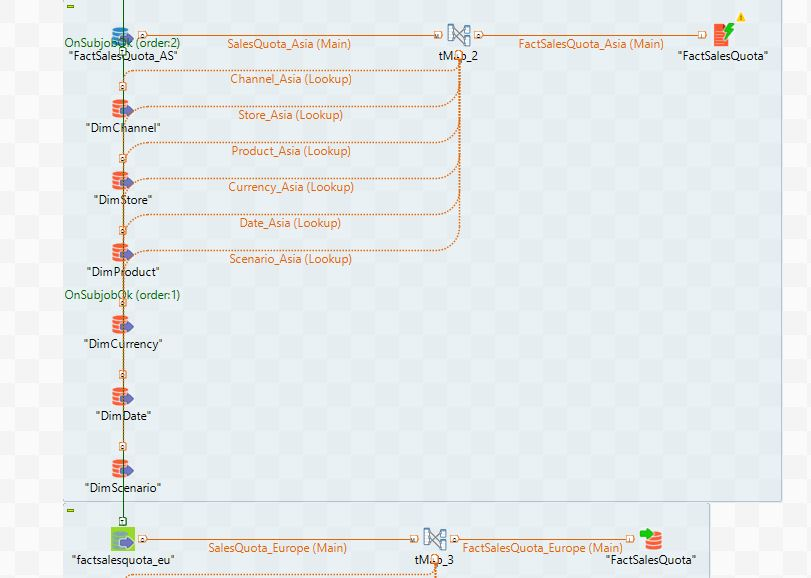 OnSubjobOk (order:2)
SalesQuota_Asia (Main)
FactSalesQuota_Asia (Main)
"FactSalesQuota_AS"
tMap_2
"FactSalesQuota"
Channel_Asia (Lookup)
Store_Asia (Lookup)
"DimChannel"
Product_Asia (Lookup)
Currency_Asia (Lookup)
"DimStore"
Date_Asia (Lookup)
Scenario_Asia (Lookup)
"DimProduct"
OnSubjobOk (order:1)
"DimCurrency"
"DimDate"
"DimScenario"
SalesQuota_Europe (Main)
FactSalesQuota_Europe (Main)
"factsalesquota_eu"
tMap_3
"FactSalesQuota"